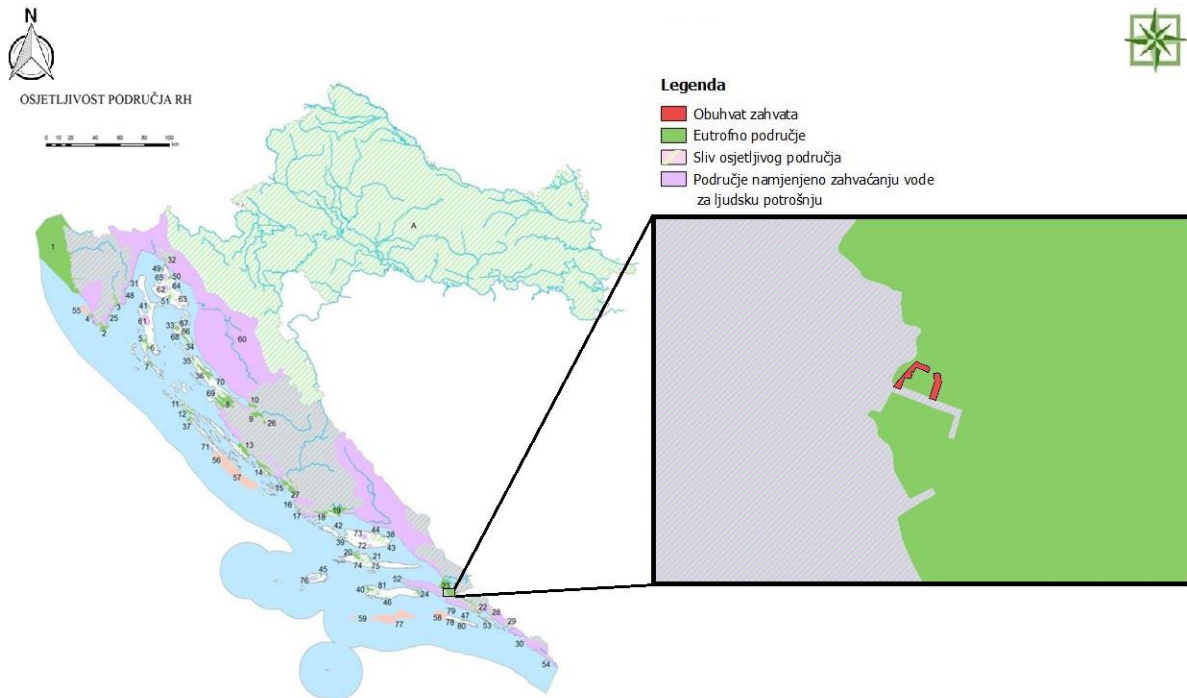 N
OSJETLJIVOST PODRUČJA RH
20 40 60 80 100
km
Legenda
Obuhvat zahvata
Eutrofno područje
Sliv osjetljivog područja
Područje namjenjeno zahvaćanju vode
za ljudsku potrošnju
A
1
32
49
65 50
31 62 64
48 51 63
55 3 41
4 25 61
2
33 67
66
68
60
5 6 34
7 35
36 70
69 8 10
11 9
12 26
37
13
71
56 14
57
15 27
16
17 18 19
42 73 44 38
39 72 43
20 21
74 75
45
76 52 23
40 81 24
46 22
79 47 28
59 77 58 78 80 53 29
30
54